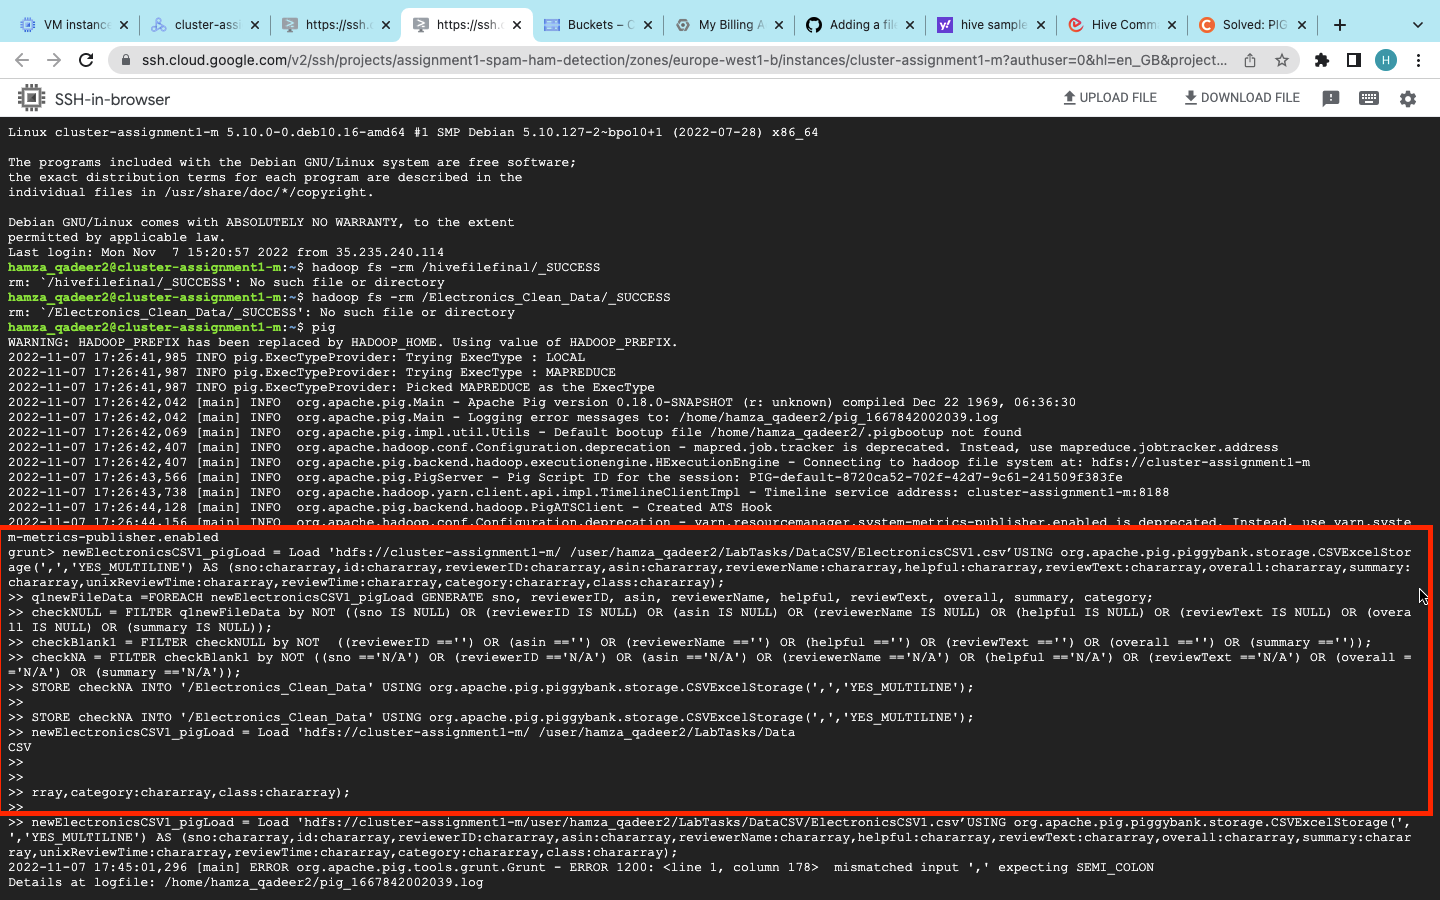 VM instance
cluster-ass
https://ssh.c
https://ssh.c
Buckets – C
My Billing A
Adding a file
hive sample
Hive Comm
Solved: PIG
ssh.cloud.google.com/v2/ssh/projects/assignment1-spam-ham-detection/zones/europe-west1-b/instances/cluster-assignment1-m?authuser=0&hl=en_GB&project...
H
SSH-in-browser
UPLOAD FILE
DOWNLOAD FILE
Linux cluster-assignment1-m 5.10.0-0.deb10.16-amd64 #1 SMP Debian 5.10.127-2~bpo10+1 (2022-07-28) x86_64
The programs included with the Debian GNU/Linux system are free software;
the exact distribution terms for each program are described in the
individual files in /usr/share/doc/*/copyright.
Debian GNU/Linux comes with ABSOLUTELY NO WARRANTY, to the extent
permitted by applicable law.
Last login: Mon Nov  7 15:20:57 2022 from 35.235.240.114
hamza_qadeer2@cluster-assignment1-m:~$ hadoop fs -rm /hivefilefinal/_SUCCESS
rm: `/hivefilefinal/_SUCCESS': No such file or directory
hamza_qadeer2@cluster-assignment1-m:~$ hadoop fs -rm /Electronics_Clean_Data/_SUCCESS
rm: `/Electronics_Clean_Data/_SUCCESS': No such file or directory
hamza_qadeer2@cluster-assignment1-m:~$ pig
WARNING: HADOOP_PREFIX has been replaced by HADOOP_HOME. Using value of HADOOP_PREFIX.
2022-11-07 17:26:41,985 INFO pig.ExecTypeProvider: Trying ExecType : LOCAL
2022-11-07 17:26:41,987 INFO pig.ExecTypeProvider: Trying ExecType : MAPREDUCE
2022-11-07 17:26:41,987 INFO pig.ExecTypeProvider: Picked MAPREDUCE as the ExecType
2022-11-07 17:26:42,042 [main] INFO  org.apache.pig.Main - Apache Pig version 0.18.0-SNAPSHOT (r: unknown) compiled Dec 22 1969, 06:36:30
2022-11-07 17:26:42,042 [main] INFO  org.apache.pig.Main - Logging error messages to: /home/hamza_qadeer2/pig_1667842002039.log
2022-11-07 17:26:42,069 [main] INFO  org.apache.pig.impl.util.Utils - Default bootup file /home/hamza_qadeer2/.pigbootup not found
2022-11-07 17:26:42,407 [main] INFO  org.apache.hadoop.conf.Configuration.deprecation - mapred.job.tracker is deprecated. Instead, use mapreduce.jobtracker.address
2022-11-07 17:26:42,407 [main] INFO  org.apache.pig.backend.hadoop.executionengine.HExecutionEngine - Connecting to hadoop file system at: hdfs://cluster-assignment1-m
2022-11-07 17:26:43,566 [main] INFO  org.apache.pig.PigServer - Pig Script ID for the session: PIG-default-8720ca52-702f-42d7-9c61-241509f383fe
2022-11-07 17:26:43,738 [main] INFO  org.apache.hadoop.yarn.client.api.impl.TimelineClientImpl - Timeline service address: cluster-assignment1-m:8188
2022-11-07 17:26:44,128 [main] INFO  org.apache.pig.backend.hadoop.PigATSClient - Created ATS Hook
2022-11-07 17:26:44,156 [main] INFO  org.apache.hadoop.conf.Configuration.deprecation - yarn.resourcemanager.system-metrics-publisher.enabled is deprecated. Instead, use yarn.syste
m-metrics-publisher.enabled
grunt> newElectronicsCSV1_pigLoad = Load 'hdfs://cluster-assignment1-m/ /user/hamza_qadeer2/LabTasks/DataCSV/ElectronicsCSV1.csv’USING org.apache.pig.piggybank.storage.CSVExcelStor
age(',','YES_MULTILINE') AS (sno:chararray,id:chararray,reviewerID:chararray,asin:chararray,reviewerName:chararray,helpful:chararray,reviewText:chararray,overall:chararray,summary:
chararray,unixReviewTime:chararray,reviewTime:chararray,category:chararray,class:chararray);
>> q1newFileData =FOREACH newElectronicsCSV1_pigLoad GENERATE sno, reviewerID, asin, reviewerName, helpful, reviewText, overall, summary, category;
>> checkNULL = FILTER q1newFileData by NOT ((sno IS NULL) OR (reviewerID IS NULL) OR (asin IS NULL) OR (reviewerName IS NULL) OR (helpful IS NULL) OR (reviewText IS NULL) OR (overa
ll IS NULL) OR (summary IS NULL));
>> checkBlank1 = FILTER checkNULL by NOT  ((reviewerID =='') OR (asin =='') OR (reviewerName =='') OR (helpful =='') OR (reviewText =='') OR (overall =='') OR (summary ==''));
>> checkNA = FILTER checkBlank1 by NOT ((sno =='N/A') OR (reviewerID =='N/A') OR (asin =='N/A') OR (reviewerName =='N/A') OR (helpful =='N/A') OR (reviewText =='N/A') OR (overall =
='N/A') OR (summary =='N/A'));
>> STORE checkNA INTO '/Electronics_Clean_Data' USING org.apache.pig.piggybank.storage.CSVExcelStorage(',','YES_MULTILINE');
>>
>> STORE checkNA INTO '/Electronics_Clean_Data' USING org.apache.pig.piggybank.storage.CSVExcelStorage(',','YES_MULTILINE');
>> newElectronicsCSV1_pigLoad = Load 'hdfs://cluster-assignment1-m/ /user/hamza_qadeer2/LabTasks/Data
CSV
>>
>>
>> rray,category:chararray,class:chararray);
>>
>> newElectronicsCSV1_pigLoad = Load 'hdfs://cluster-assignment1-m/user/hamza_qadeer2/LabTasks/DataCSV/ElectronicsCSV1.csv’USING org.apache.pig.piggybank.storage.CSVExcelStorage(',
','YES_MULTILINE') AS (sno:chararray,id:chararray,reviewerID:chararray,asin:chararray,reviewerName:chararray,helpful:chararray,reviewText:chararray,overall:chararray,summary:charar
ray,unixReviewTime:chararray,reviewTime:chararray,category:chararray,class:chararray);
2022-11-07 17:45:01,296 [main] ERROR org.apache.pig.tools.grunt.Grunt - ERROR 1200: <line 1, column 178>  mismatched input ',' expecting SEMI_COLON
Details at logfile: /home/hamza_qadeer2/pig_1667842002039.log